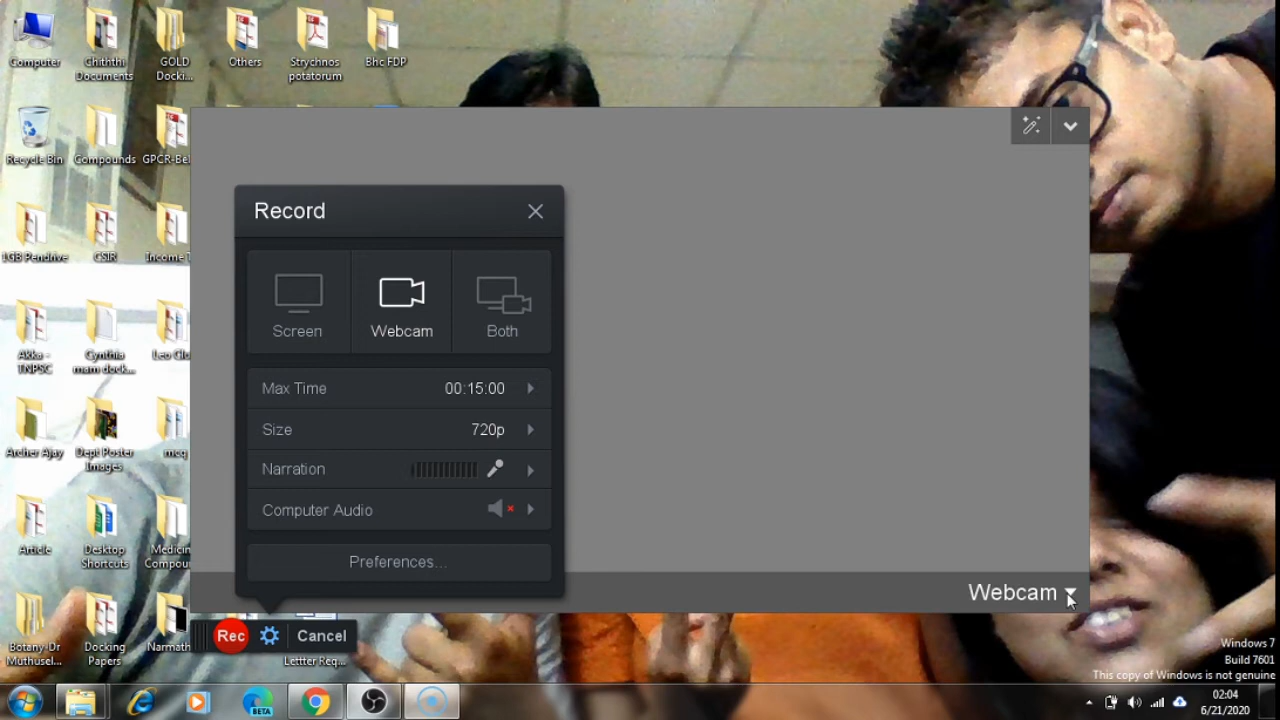 Computer
Chiththi
Documents
GOLD
Docki...
Others
Strychnos
potatorum
Bhc FDP
Recycle Bin
Compounds
GPCR-Bel
1GB Pendrive
CSIR
Income T
Akka -
TNPSC
Cynthia
mam dock...
Leo Clu
Archer Ajay
Dept Poster
Images
mcq
Article
Desktop
Shortcuts
Medicin
Compou
Botany-Dr
Muthusel...
Docking
Papers
Narmath
Lettter Req...
Record
Screen
Webcam
Both
Max Time 00:15:00
Size 720p
Narration
Computer Audio
Preferences...
Webcam
Rec
Cancel
Windows 7
Build 7601
This copy of Windows is not genuine
BETA
02:04
6/21/2020